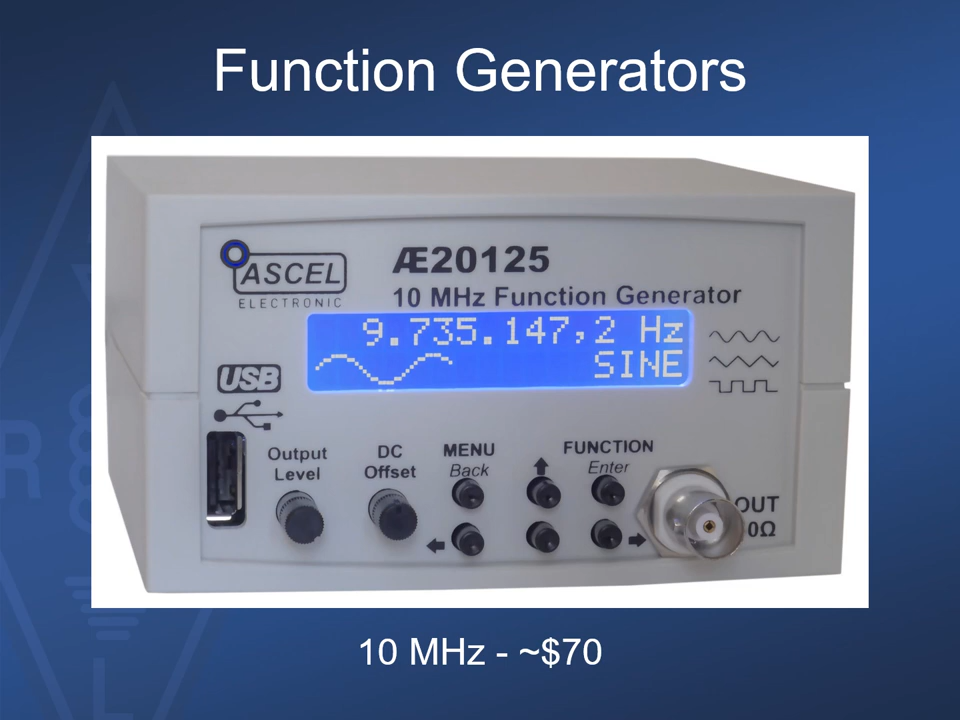 Function Generators
ASCEL
ELECTRONIC
Æ20125
10 MHz Function Generator
9.735.147,2 Hz
SINE
USB
Output
Level
DC
Offset
MENU
Back
FUNCTION
Enter
OUT
0Ω
R
L
10 MHz - ~$70